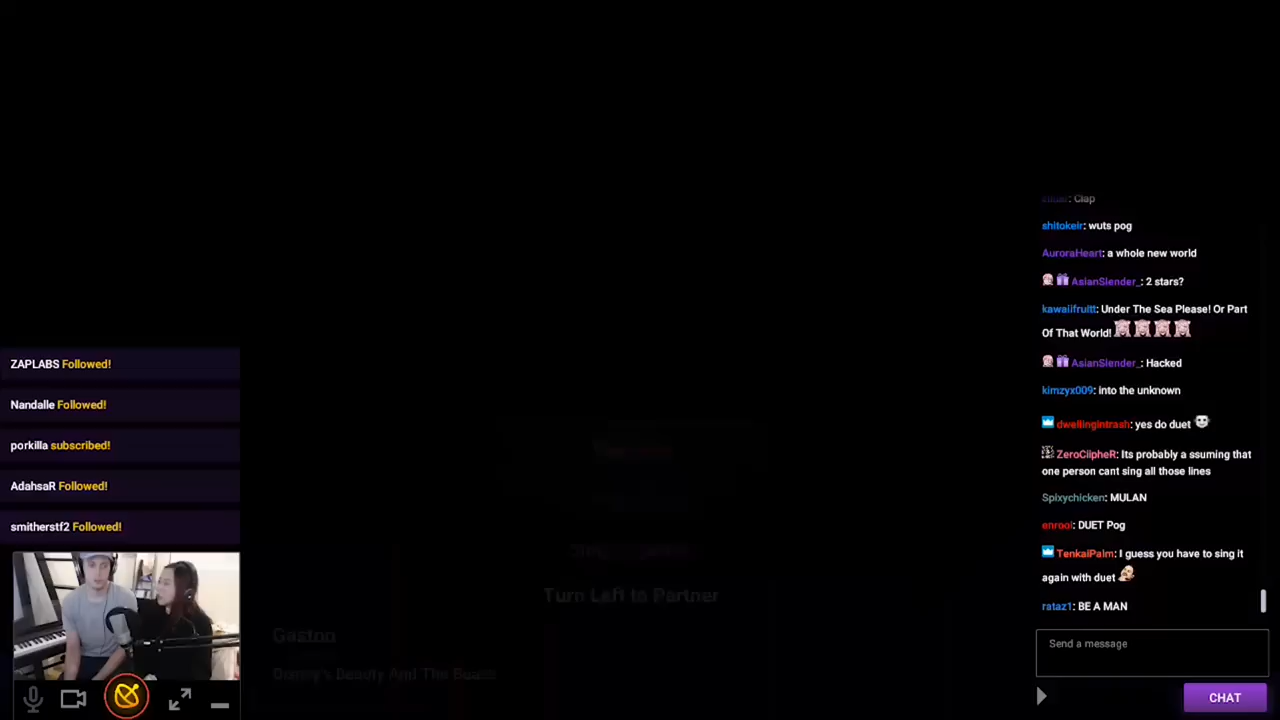 Clap
shitokeir: wuts pog
AuroraHeart: a whole new world
AsianSlender_: 2 stars?
kawaiifruitt: Under The Sea Please! Or Part
Of That World!
AsianSlender_: Hacked
kimzyx009: into the unknown
dwellingintrash: yes do duet
ZeroCiipheR: Its probably a ssuming that
one person cant sing all those lines
Spixychicken: MULAN
enrooi: DUET Pog
TenkaiPalm: I guess you have to sing it
again with duet
rataz1: BE A MAN
Send a message
CHAT
ZAPLABS Followed!
Nandalle Followed!
porkilla subscribed!
AdahsaR Followed!
smitherstf2 Followed!
Turn Left to Partner
Gaston
Disney's Beauty And The Beast